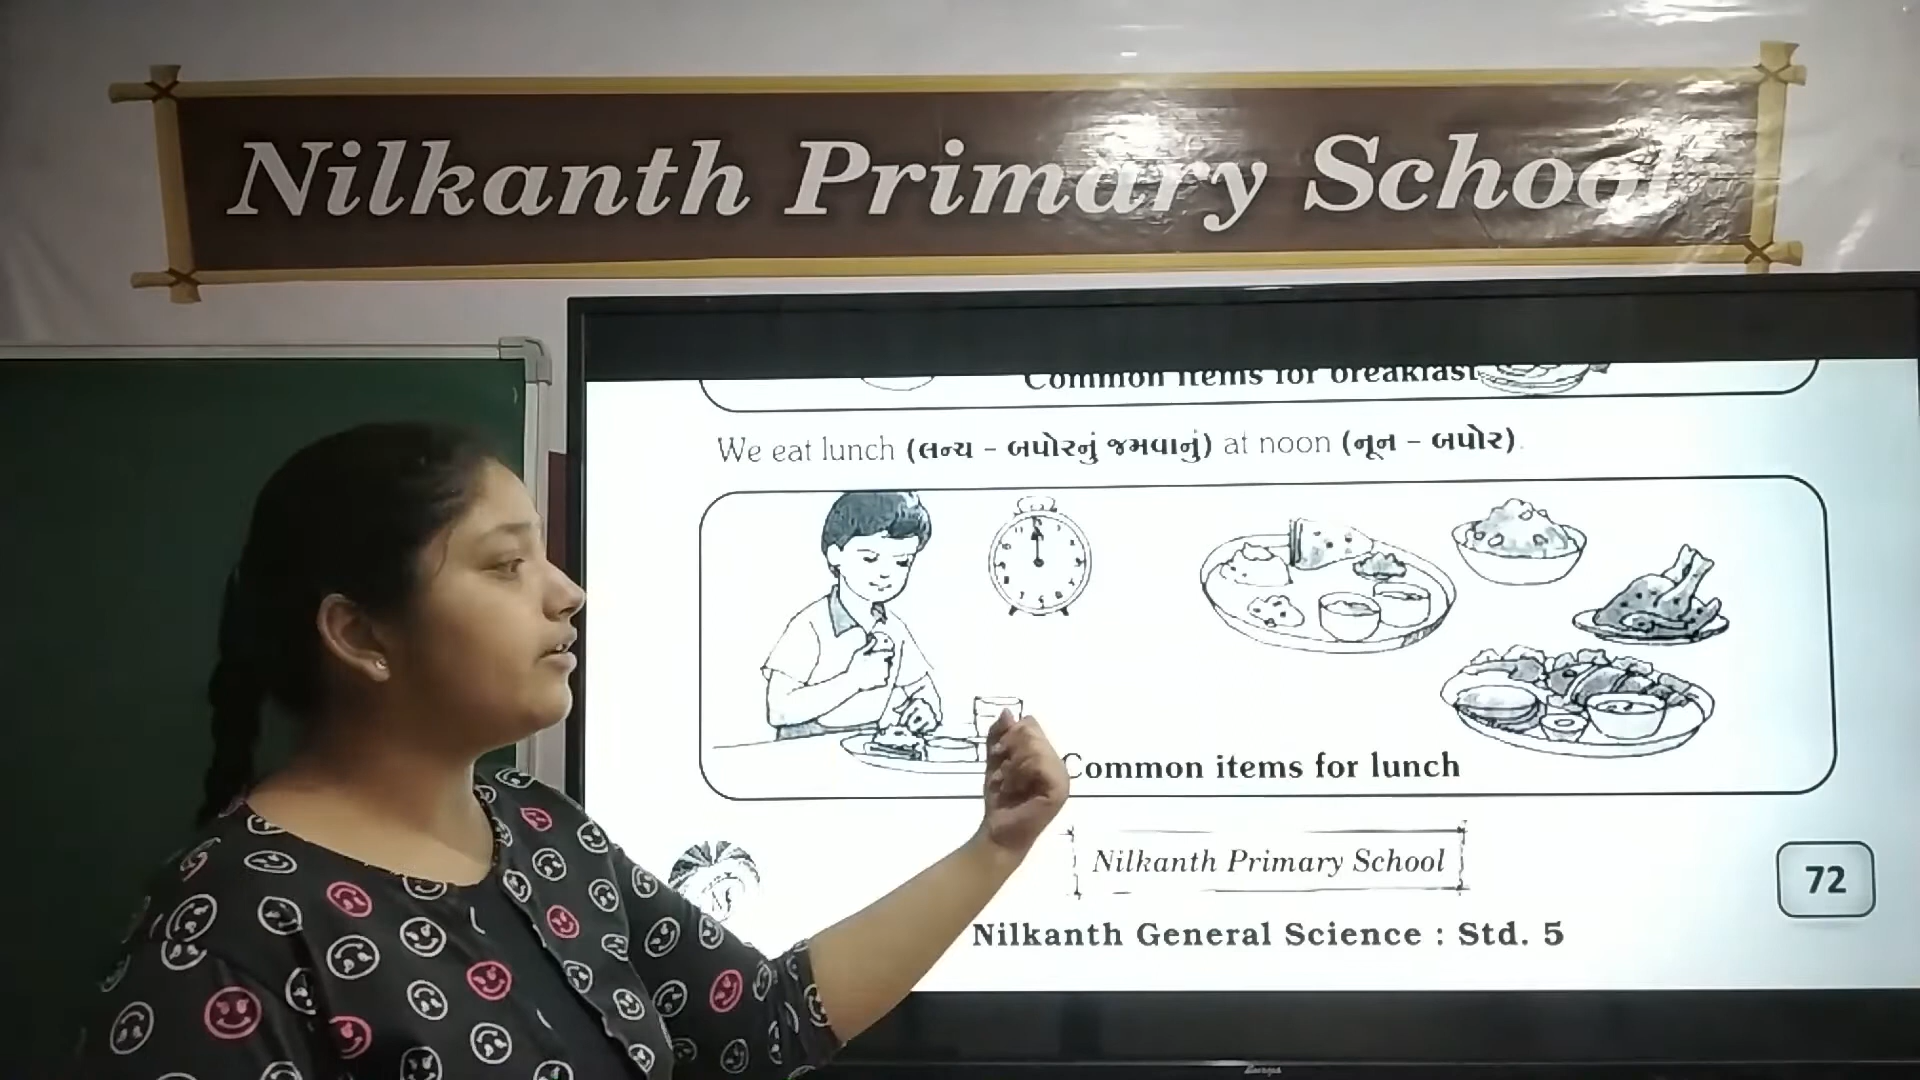 Nilkanth Primary School
Common items for breakfast
We eat lunch (લન્ચ – બપોરનું જમવાનું) at noon (નૂન – બપોર).
Common items for lunch
Nilkanth Primary School
72
Nilkanth General Science : Std. 5